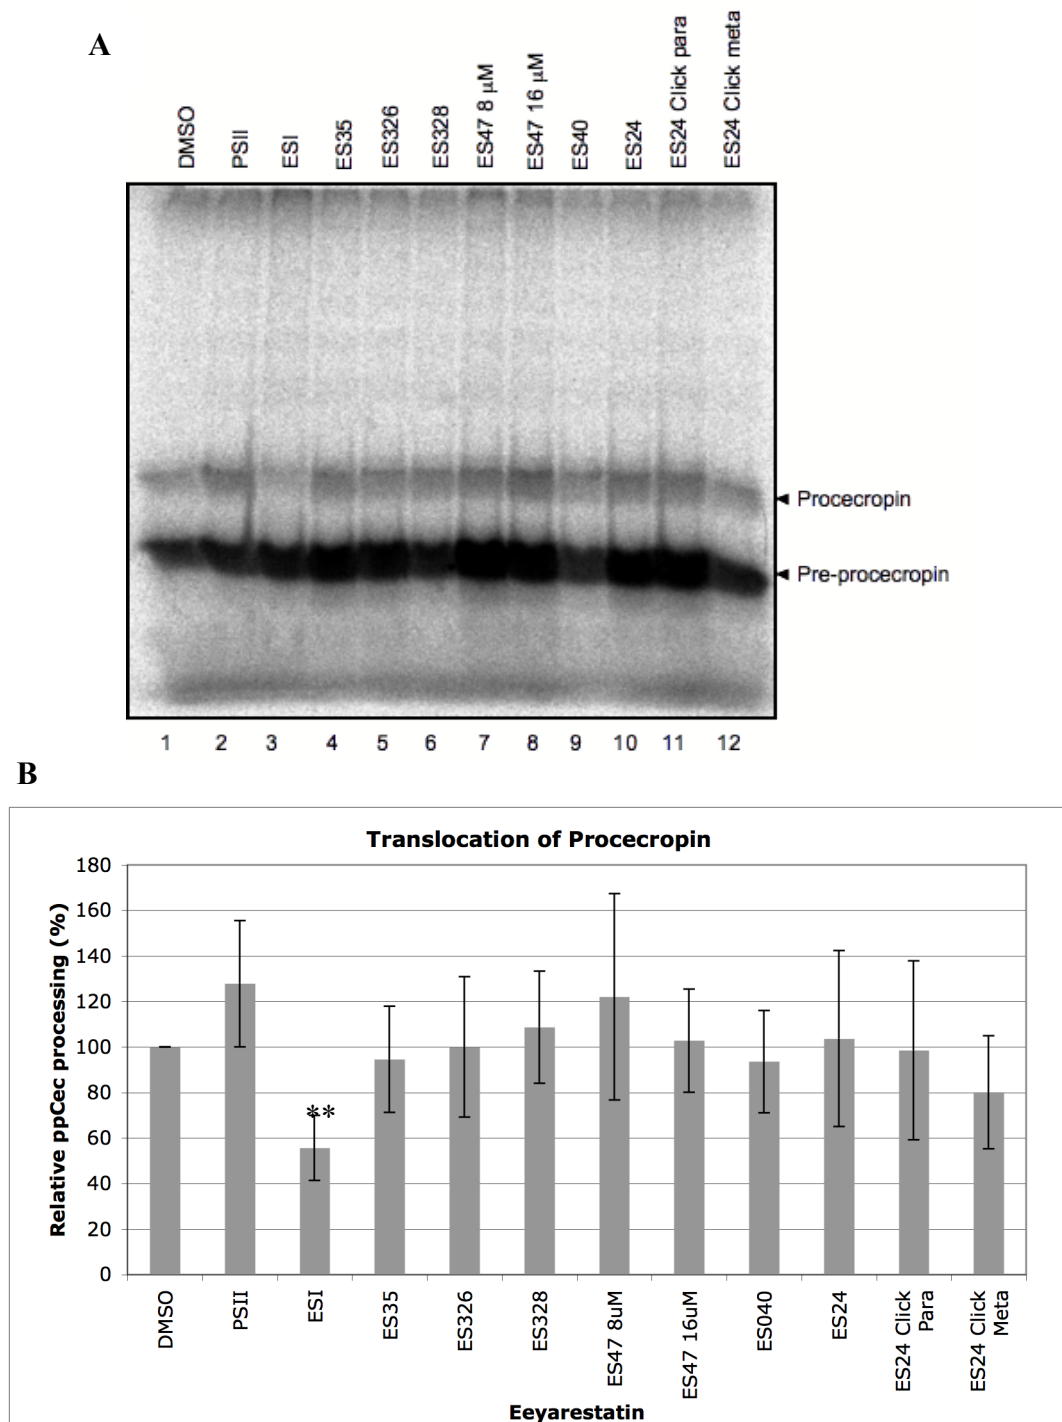 A
DMSO
PSII
ESI
ES35
ES326
ES328
ES47 8 µM
ES47 16 µM
ES40
ES24
ES24 Click para
ES24 Click meta
Procecropin
Pre-procecropin
1 2 3 4 5 6 7 8 9 10 11 12
B
Translocation of Procecropin
Relative ppCec processing (%)
180
160
140
120
100
80
60
40
20
0
**
DMSO
PSII
ESI
ES35
ES326
ES328
ES47 8uM
ES47 16uM
ES040
ES24
ES24 Click
Para
ES24 Click
Meta
Eeyarestatin